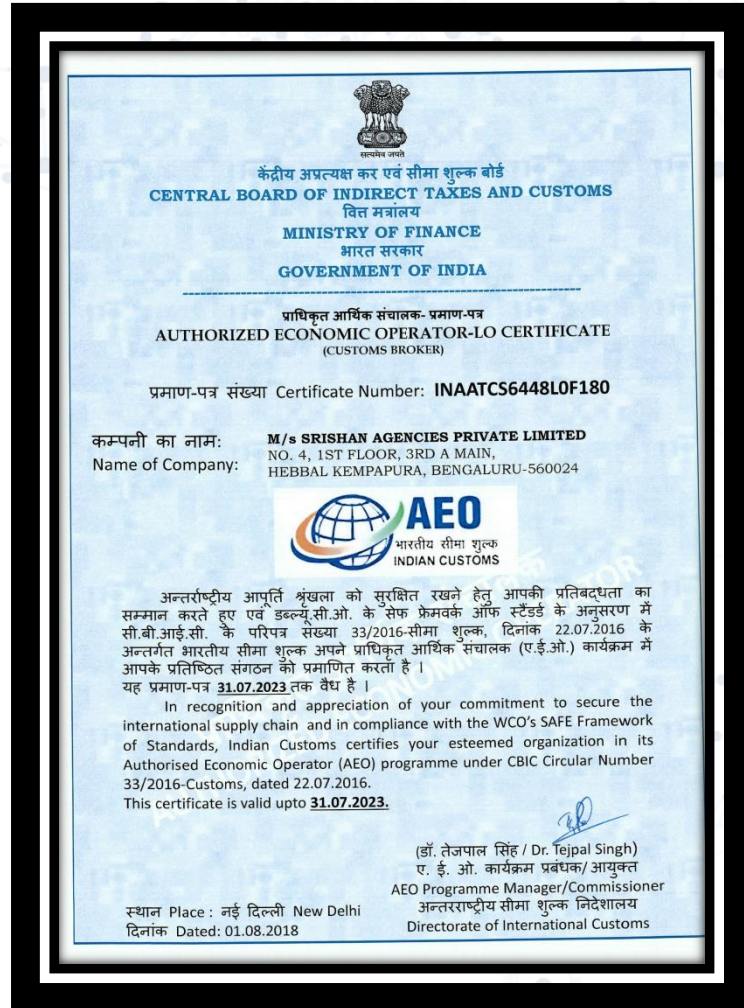 सत्यमेव जयते
केंद्रीय अप्रत्यक्ष कर एवं सीमा शुल्क बोर्ड
CENTRAL BOARD OF INDIRECT TAXES AND CUSTOMS
वित्त मंत्रालय
MINISTRY OF FINANCE
भारत सरकार
GOVERNMENT OF INDIA
प्राधिकृत आर्थिक संचालक- प्रमाण-पत्र
AUTHORIZED ECONOMIC OPERATOR-LO CERTIFICATE
(CUSTOMS BROKER)
प्रमाण-पत्र संख्या Certificate Number: INAATCS6448L0F180
कम्पनी का नाम: M/s SRISHAN AGENCIES PRIVATE LIMITED
Name of Company: NO. 4, 1ST FLOOR, 3RD A MAIN,
HEBBAL KEMPAPURA, BENGALURU-560024
AEO
भारतीय सीमा शुल्क
INDIAN CUSTOMS
अन्तर्राष्ट्रीय आपूर्ति श्रृंखला को सुरक्षित रखने हेतु आपकी प्रतिबद्धता का
सम्मान करते हुए एवं डब्ल्यू.सी.ओ. के सेफ फ्रेमवर्क ऑफ स्टैंडर्ड के अनुसरण में
सी.बी.आई.सी. के परिपत्र संख्या 33/2016-सीमा शुल्क, दिनांक 22.07.2016 के
अन्तर्गत भारतीय सीमा शुल्क अपने प्राधिकृत आर्थिक संचालक (ए.ई.ओ.) कार्यक्रम में
आपके प्रतिष्ठित संगठन को प्रमाणित करता है ।
यह प्रमाण-पत्र 31.07.2023 तक वैध है ।
In recognition and appreciation of your commitment to secure the
international supply chain and in compliance with the WCO's SAFE Framework
of Standards, Indian Customs certifies your esteemed organization in its
Authorised Economic Operator (AEO) programme under CBIC Circular Number
33/2016-Customs, dated 22.07.2016.
This certificate is valid upto 31.07.2023.
(डॉ. तेजपाल सिंह / Dr. Tejpal Singh)
ए. ई. ओ. कार्यक्रम प्रबंधक/ आयुक्त
AEO Programme Manager/Commissioner
स्थान Place : नई दिल्ली New Delhi अन्तरराष्ट्रीय सीमा शुल्क निदेशालय
दिनांक Dated: 01.08.2018 Directorate of International Customs